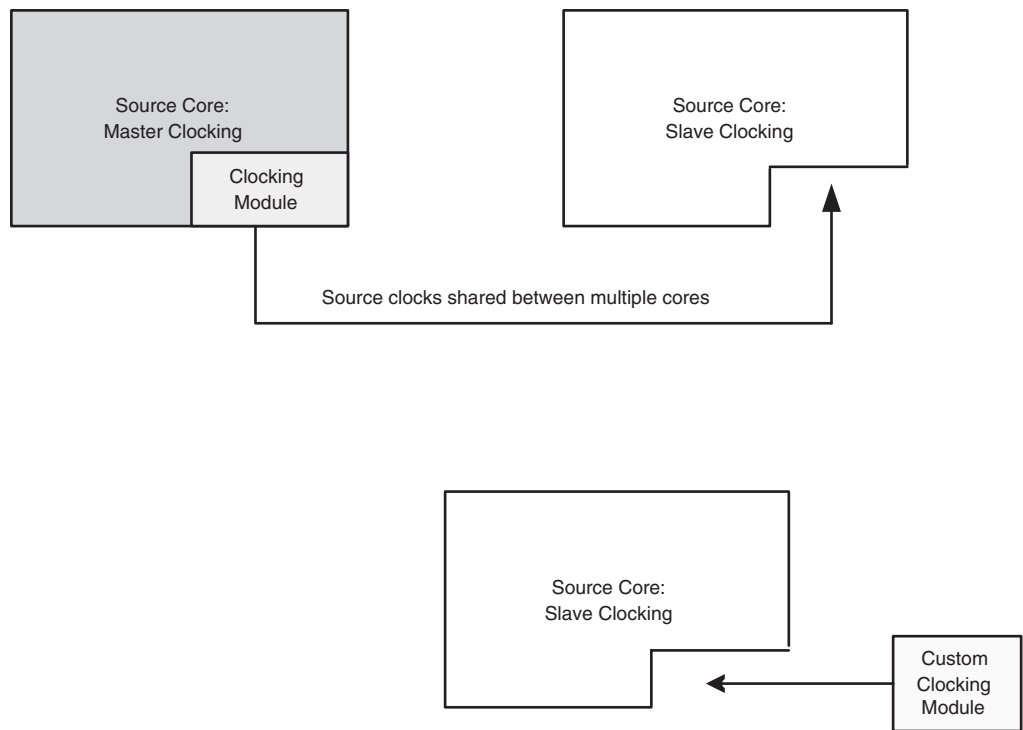 Source Core:
Master Clocking
Clocking
Module
Source Core:
Slave Clocking
Source clocks shared between multiple cores
Source Core:
Slave Clocking
Custom
Clocking
Module